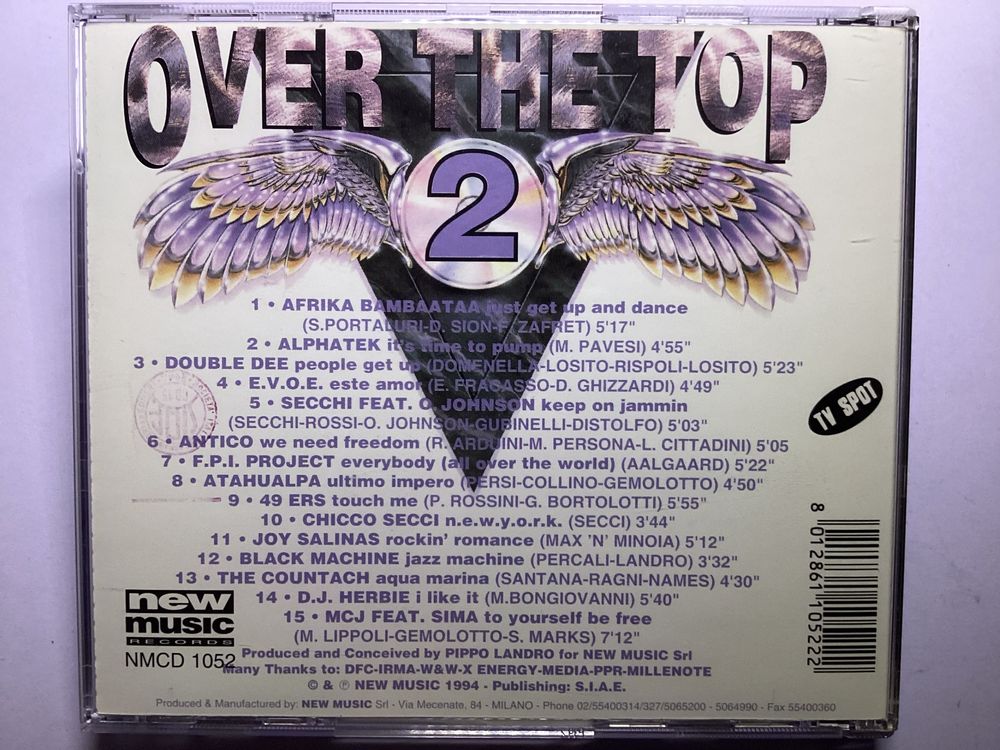 OVER THE TOP
2
1 • AFRIKA BAMBAATAA just get up and dance
(S.PORTALURI-D. SION-F. ZAFRET) 5'17"
2 • ALPHATEK it's time to pump (M. PAVESI) 4'55"
3 • DOUBLE DEE people get up (DOMENELLA-LOSITO-RISPOLI-LOSITO) 5'23"
4 • E.V.O.E. este amor (E. FRACASSO-D. GHIZZARDI) 4'49"
5 • SECCHI FEAT. O. JOHNSON keep on jammin
(SECCHI-ROSSI-O. JOHNSON-GUBINELLI-DISTOLFO) 5'03"
6 • ANTICO we need freedom (R. ARDUINI-M. PERSONA-L. CITTADINI) 5'05
7 • F.P.I. PROJECT everybody (all over the world) (AALGAARD) 5'22"
8 • ATAHUALPA ultimo impero (PERSI-COLLINO-GEMOLOTTO) 4'50"
9 • 49 ERS touch me (P. ROSSINI-G. BORTOLOTTI) 5'55"
10 • CHICCO SECCI n.e.w.y.o.r.k. (SECCI) 3'44"
11 • JOY SALINAS rockin' romance (MAX 'N' MINOIA) 5'12"
12 • BLACK MACHINE jazz machine (PERCALI-LANDRO) 3'32"
13 • THE COUNTACH aqua marina (SANTANA-RAGNI-NAMES) 4'30"
14 • D.J. HERBIE i like it (M.BONGIOVANNI) 5'40"
15 • MCJ FEAT. SIMA to yourself be free
(M. LIPPOLI-GEMOLOTTO-S. MARKS) 7'12"
TV SPOT
8 012861 105222
new
music
RECORDS
NMCD 1052
Produced and Conceived by PIPPO LANDRO for NEW MUSIC Srl
Many Thanks to: DFC-IRMA-W&W-X ENERGY-MEDIA-PPR-MILLENOTE
© & ℗ NEW MUSIC 1994 - Publishing: S.I.A.E.
Produced & Manufactured by: NEW MUSIC Srl - Via Mecenate, 84 - MILANO - Phone 02/55400314/327/5065200 - 5064990 - Fax 55400360